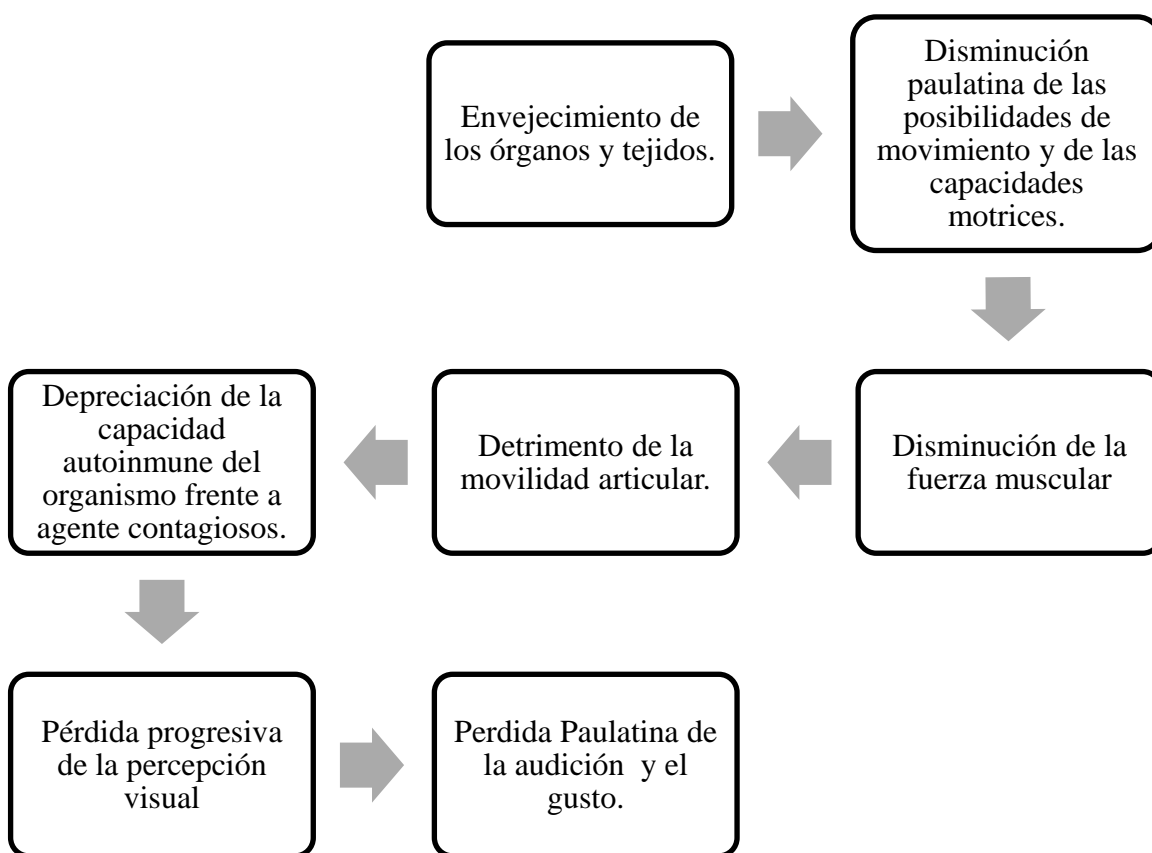 Envejecimiento de
los órganos y tejidos.
Disminución
paulatina de las
posibilidades de
movimiento y de las
capacidades
motrices.
Disminución de la
fuerza muscular
Detrimento de la
movilidad articular.
Depreciación de la
capacidad
autoinmune del
organismo frente a
agente contagiosos.
Pérdida progresiva
de la percepción
visual
Perdida Paulatina de
la audición y el
gusto.